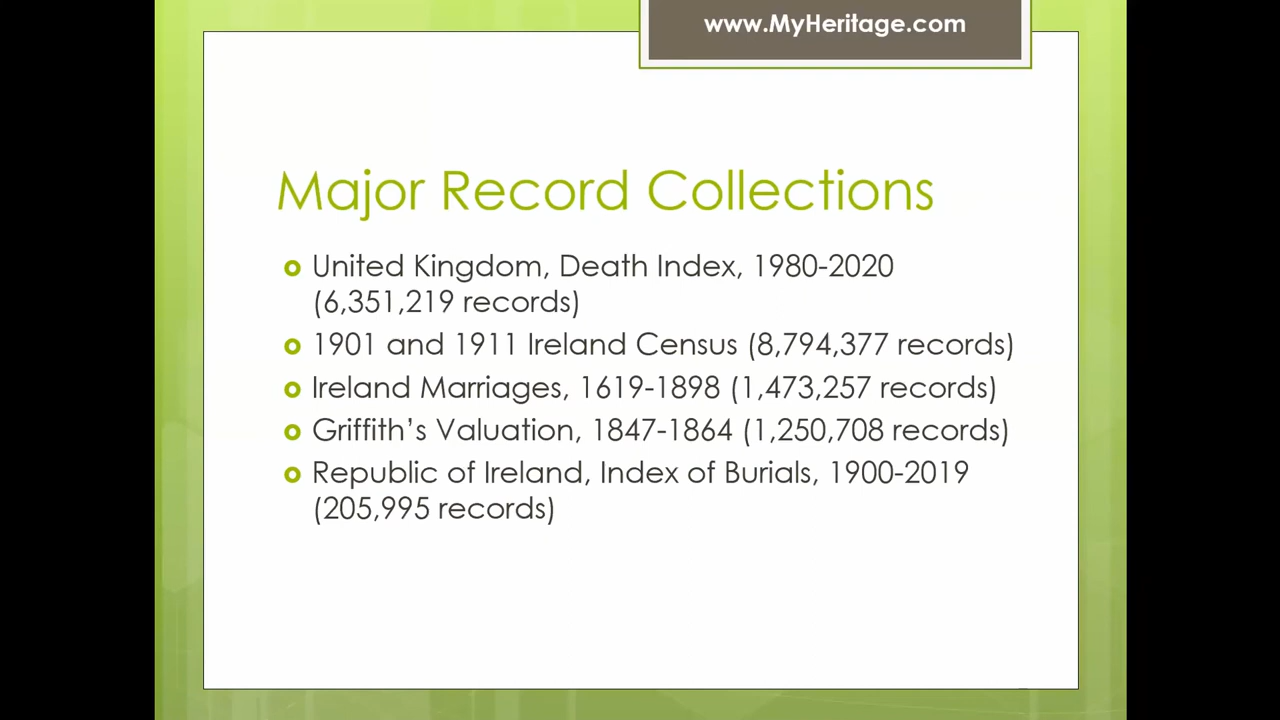 www.MyHeritage.com
Major Record Collections
United Kingdom, Death Index, 1980-2020
(6,351,219 records)
1901 and 1911 Ireland Census (8,794,377 records)
Ireland Marriages, 1619-1898 (1,473,257 records)
Griffith’s Valuation, 1847-1864 (1,250,708 records)
Republic of Ireland, Index of Burials, 1900-2019
(205,995 records)